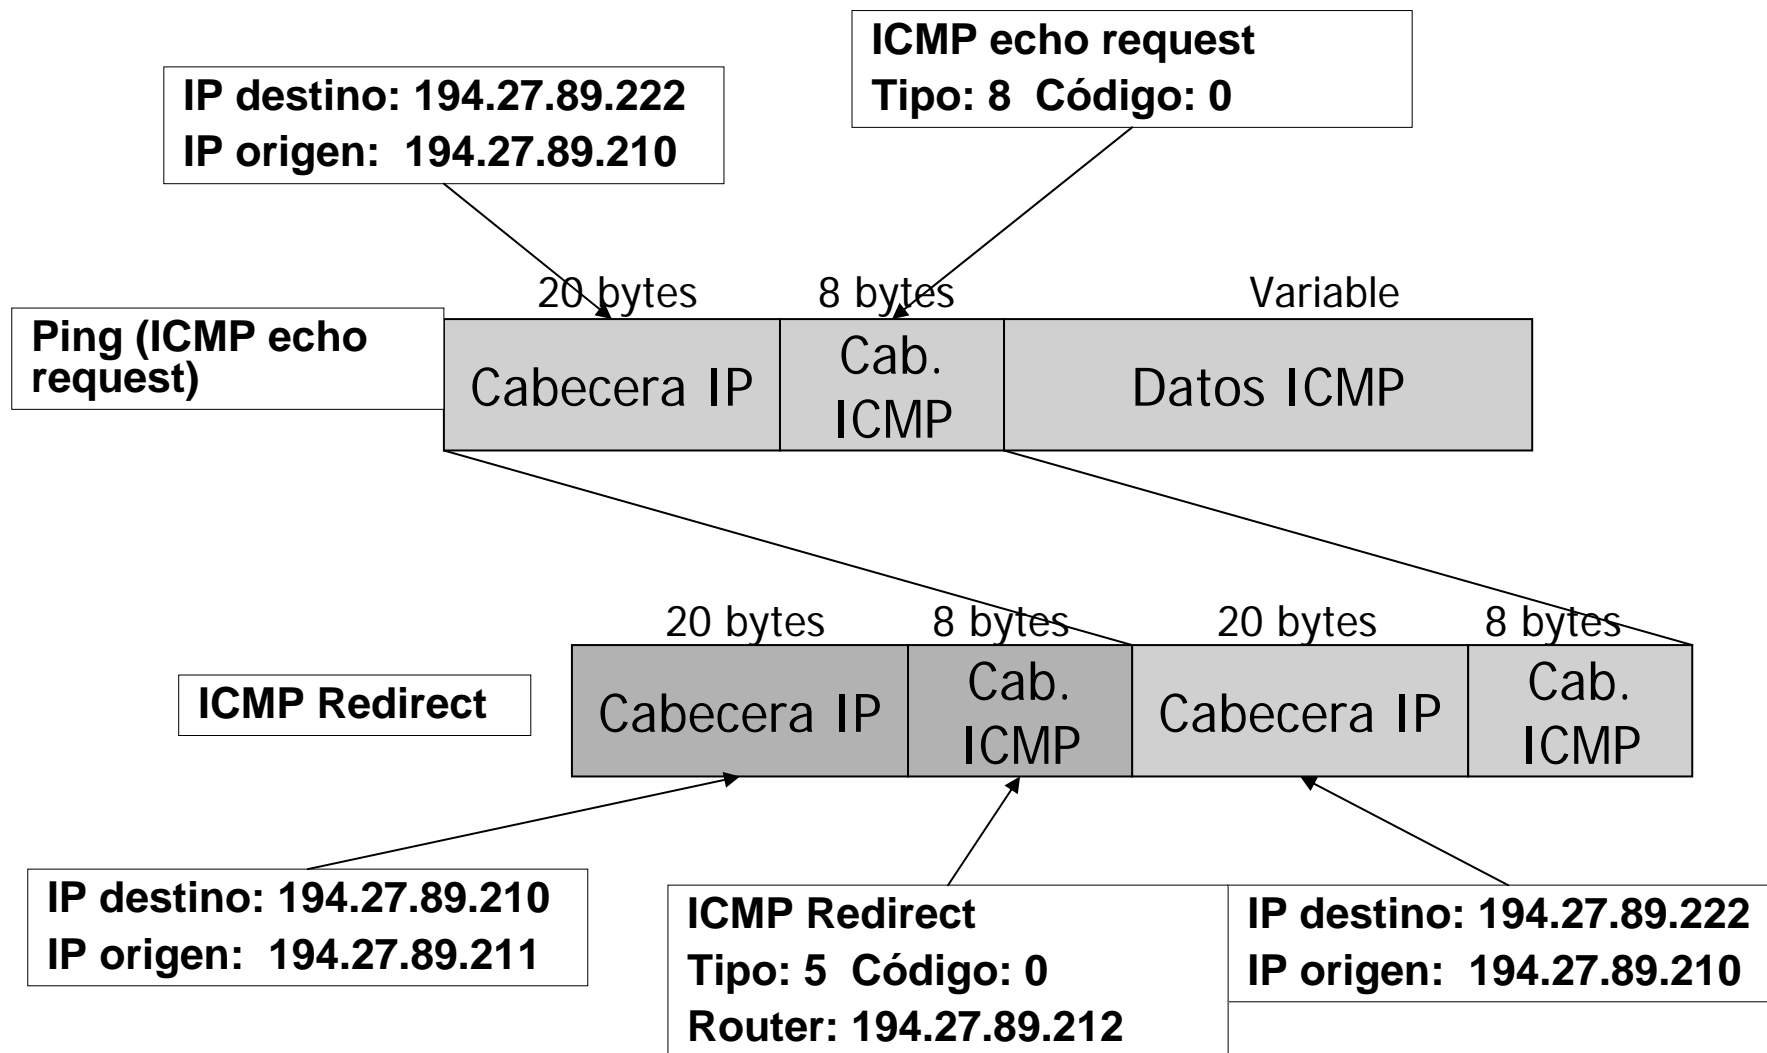 ICMP echo request
Tipo: 8 Código: 0
IP destino: 194.27.89.222
IP origen: 194.27.89.210
20 bytes
8 bytes
Variable
Ping (ICMP echo
request)
Cabecera IP
Cab.
ICMP
Datos ICMP
20 bytes
8 bytes
20 bytes
8 bytes
ICMP Redirect
Cabecera IP
Cab.
ICMP
Cabecera IP
Cab.
ICMP
IP destino: 194.27.89.210
IP origen: 194.27.89.211
ICMP Redirect
Tipo: 5 Código: 0
Router: 194.27.89.212
IP destino: 194.27.89.222
IP origen: 194.27.89.210